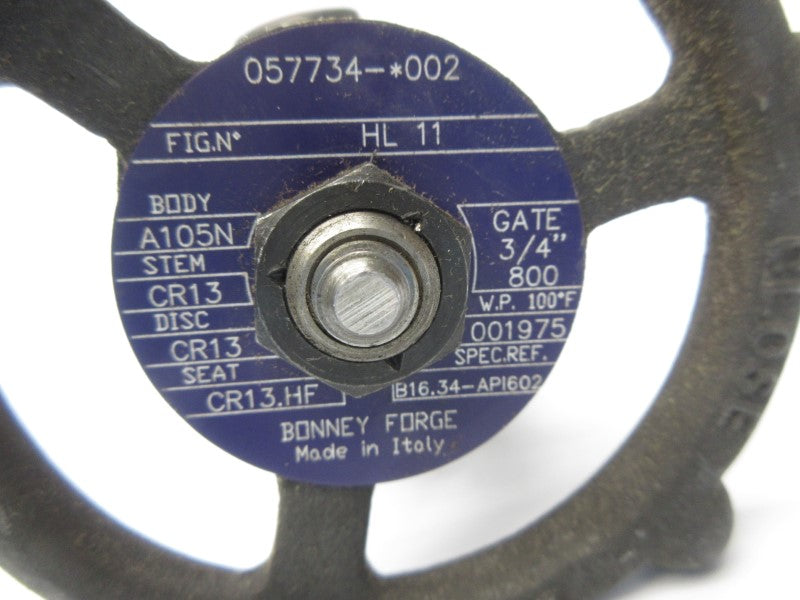 057734-*002
FIG.N° HL 11
BODY
A105N
STEM
CR13
DISC
CR13
SEAT
CR13.HF
GATE
3/4"
800
W.P. 100°F
001975
SPEC.REF.
B16.34-API602
BONNEY FORGE
Made in Italy
CLOSE